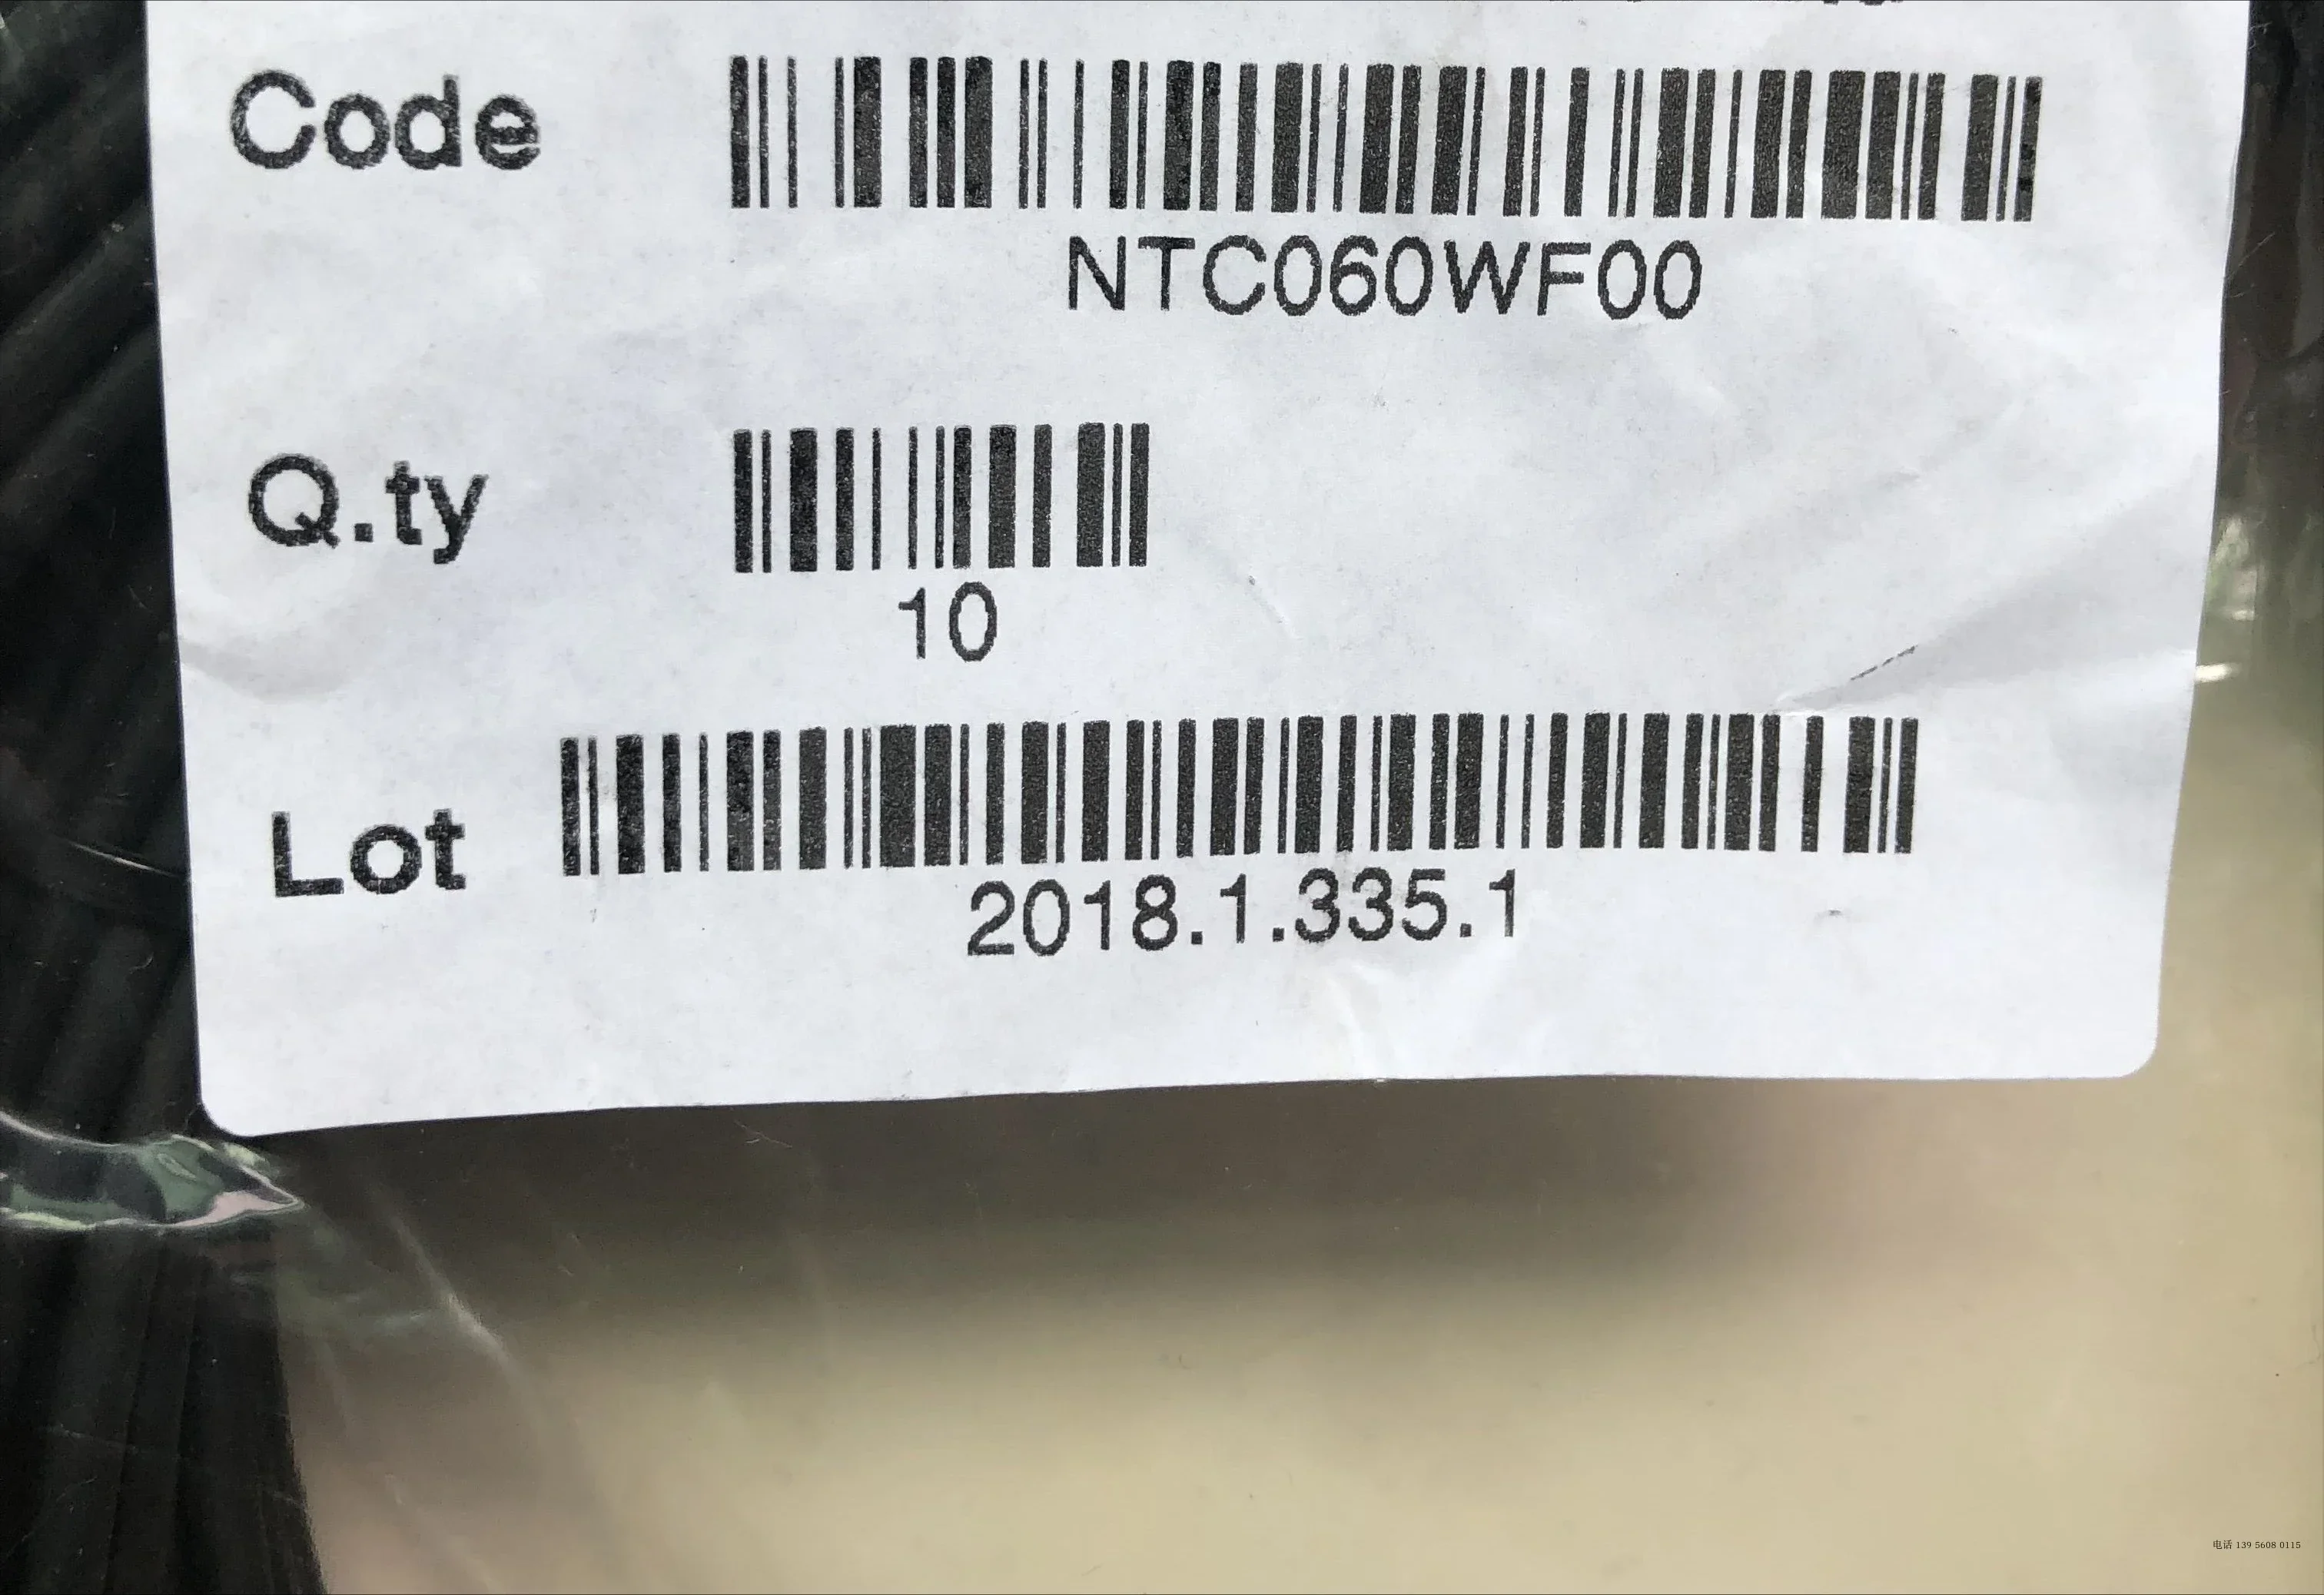 Code
NTC060WF00
Q.ty
10
Lot
2018.1.335.1
电话 139 5608 0115